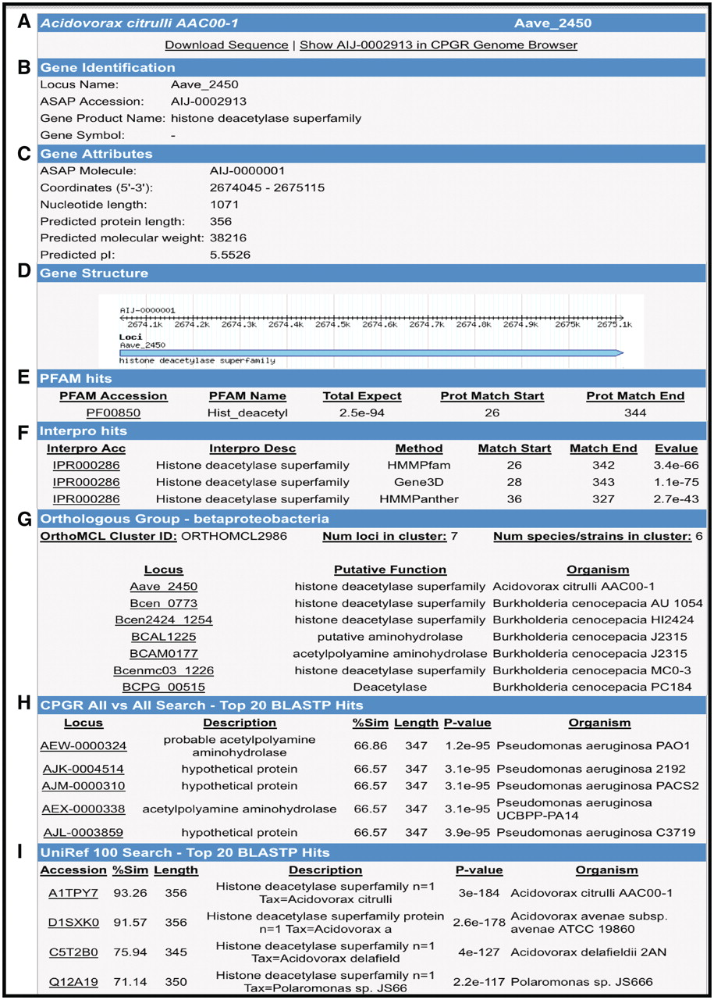 A Acidovorax citrulli AAC00-1 Aave_2450
Download Sequence | Show AIJ-0002913 in CPGR Genome Browser
B Gene Identification
Locus Name: Aave_2450
ASAP Accession: AIJ-0002913
Gene Product Name: histone deacetylase superfamily
Gene Symbol: -
C Gene Attributes
ASAP Molecule: AIJ-0000001
Coordinates (5'-3'): 2674045 - 2675115
Nucleotide length: 1071
Predicted protein length: 356
Predicted molecular weight: 38216
Predicted pI: 5.5526
D Gene Structure
AIJ-0000001
2674.1k 2674.2k 2674.3k 2674.4k 2674.5k 2674.6k 2674.7k 2674.8k 2674.9k 2675k 2675.1k
Loci
Aave_2450
histone deacetylase superfamily
E PFAM hits
PFAM Accession PFAM Name Total Expect Prot Match Start Prot Match End
PF00850 Hist_deacetyl 2.5e-94 26 344
F Interpro hits
Interpro Acc Interpro Desc Method Match Start Match End Evalue
IPR000286 Histone deacetylase superfamily HMMPfam 26 342 3.4e-66
IPR000286 Histone deacetylase superfamily Gene3D 28 343 1.1e-75
IPR000286 Histone deacetylase superfamily HMMPanther 36 327 2.7e-43
G Orthologous Group - betaproteobacteria
OrthoMCL Cluster ID: ORTHOMCL2986 Num loci in cluster: 7 Num species/strains in cluster: 6
Locus Putative Function Organism
Aave_2450 histone deacetylase superfamily Acidovorax citrulli AAC00-1
Bcen_0773 histone deacetylase superfamily Burkholderia cenocepacia AU 1054
Bcen2424_1254 histone deacetylase superfamily Burkholderia cenocepacia HI2424
BCAL1225 putative aminohydrolase Burkholderia cenocepacia J2315
BCAM0177 acetylpolyamine aminohydrolase Burkholderia cenocepacia J2315
Bcenmc03_1226 histone deacetylase superfamily Burkholderia cenocepacia MC0-3
BCPG_00515 Deacetylase Burkholderia cenocepacia PC184
H CPGR All vs All Search - Top 20 BLASTP Hits
Locus Description %Sim Length P-value Organism
AEW-0000324 probable acetylpolyamine aminohydrolase 66.86 347 1.2e-95 Pseudomonas aeruginosa PAO1
AJK-0004514 hypothetical protein 66.57 347 3.1e-95 Pseudomonas aeruginosa 2192
AJM-0000310 hypothetical protein 66.57 347 3.1e-95 Pseudomonas aeruginosa PACS2
AEX-0000338 acetylpolyamine aminohydrolase 66.57 347 3.1e-95 Pseudomonas aeruginosa UCBPP-PA14
AJL-0003859 hypothetical protein 66.57 347 3.9e-95 Pseudomonas aeruginosa C3719
I UniRef 100 Search - Top 20 BLASTP Hits
Accession %Sim Length Description P-value Organism
A1TPY7 93.26 356 Histone deacetylase superfamily n=1 Tax=Acidovorax citrulli 3e-184 Acidovorax citrulli AAC00-1
D1SXK0 91.57 356 Histone deacetylase superfamily protein n=1 Tax=Acidovorax a 2.6e-178 Acidovorax avenae subsp. avenae ATCC 19860
C5T2B0 75.94 345 Histone deacetylase superfamily n=1 Tax=Acidovorax delafield 4e-127 Acidovorax delafieldii 2AN
Q12A19 71.14 350 Histone deacetylase superfamily n=1 Tax=Polaromonas sp. JS66 2.2e-117 Polaromonas sp. JS666